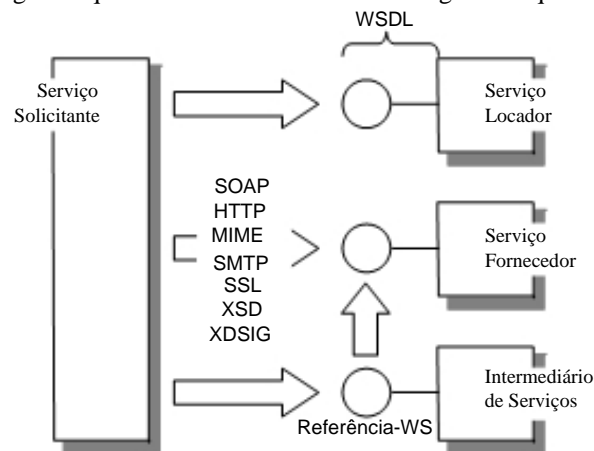 WSDL
Serviço
Solicitante
Serviço
Locador
SOAP
HTTP
MIME
SMTP
SSL
XSD
XDSIG
Serviço
Fornecedor
Intermediário
de Serviços
Referência-WS